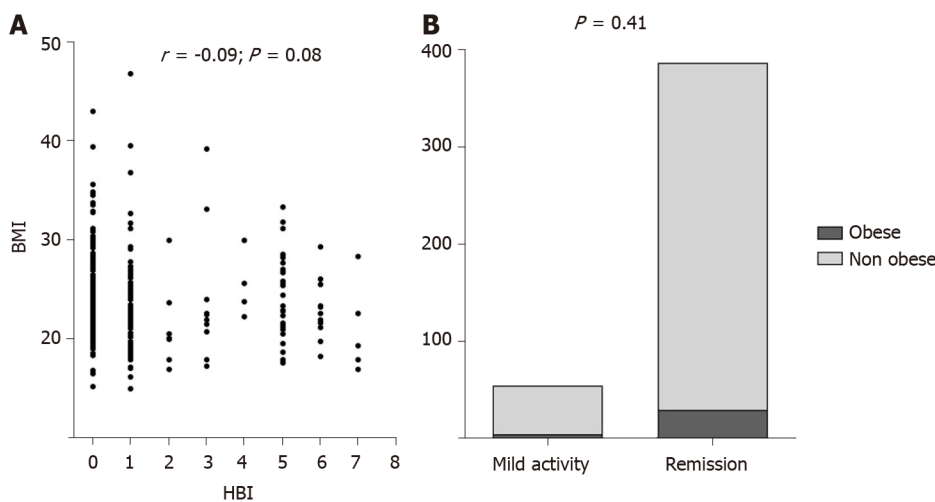 A
r = -0.09; P = 0.08
50
40
30
20
BMI
0 1 2 3 4 5 6 7 8
HBI
B
P = 0.41
400
300
200
100
Mild activity Remission
Obese
Non obese